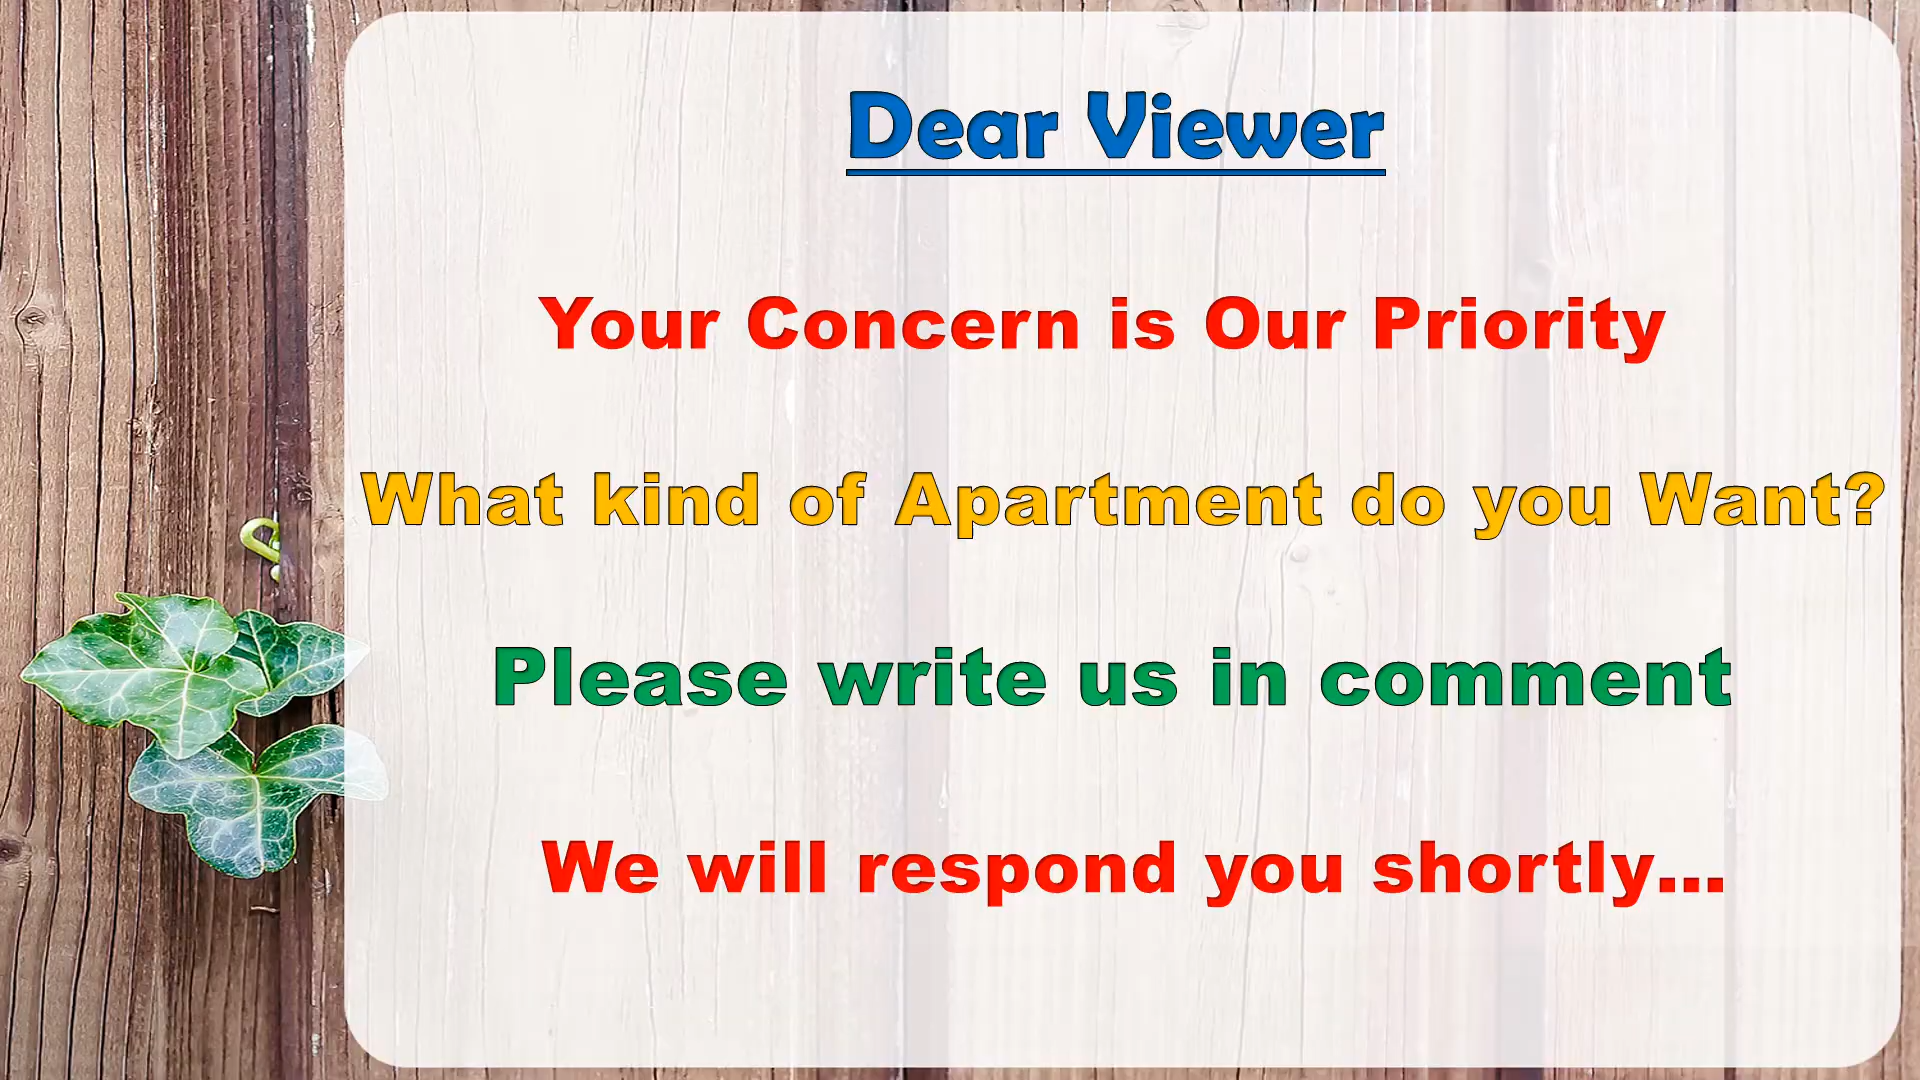 Dear Viewer
Your Concern is Our Priority
What kind of Apartment do you Want?
Please write us in comment
We will respond you shortly...